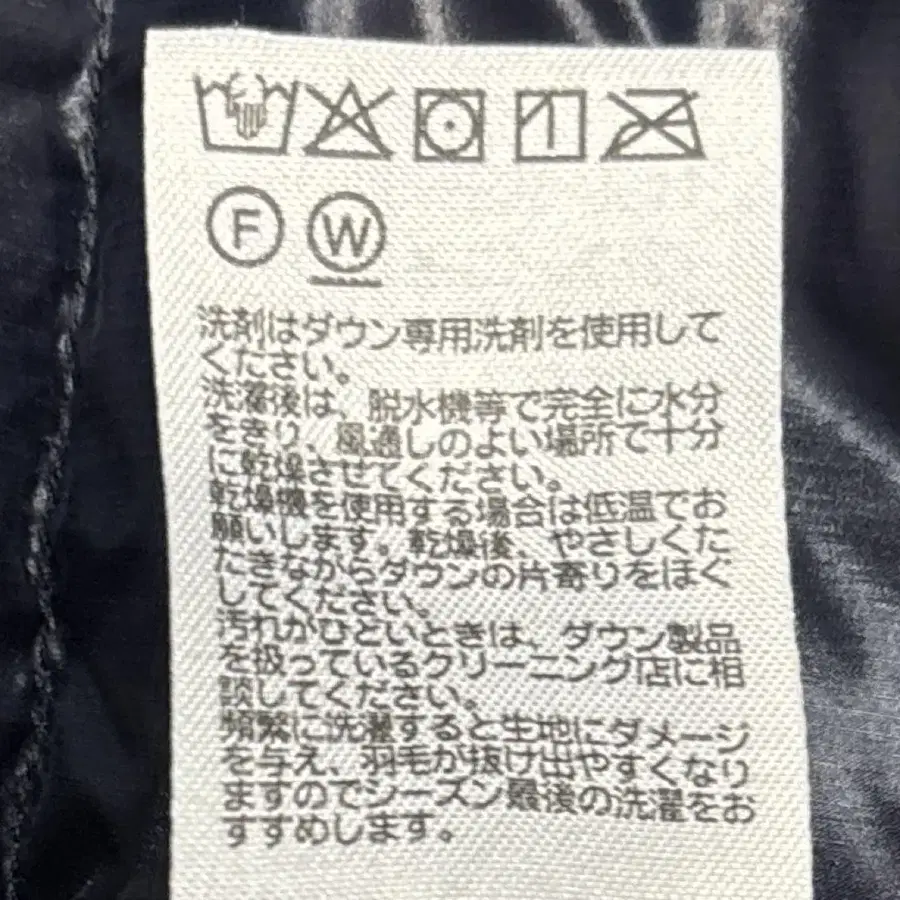 F W
洗剤はダウン専用洗剤を使用して
ください。
洗濯後は、脱水機等で完全に水分
をきり、風通しのよい場所で十分
に乾燥させてください。
乾燥機を使用する場合は低温でお
願いします。乾燥後、やさしくた
たきながらダウンの片寄りをほぐ
してください。
汚れがひどいときは、ダウン製品
を扱っているクリーニング店に相
談してください。
頻繁に洗濯すると生地にダメージ
を与え、羽毛が抜け出やすくなり
ますのでシーズン最後の洗濯をお
すすめします。